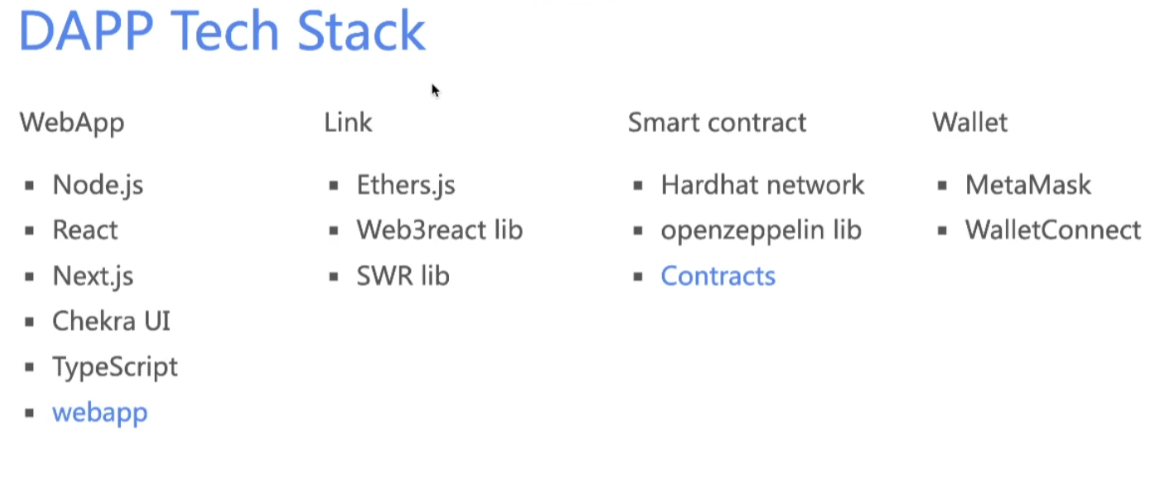 DAPP Tech Stack
WebApp
Node.js
React
Next.js
Chekra UI
TypeScript
webapp
Link
Ethers.js
Web3react lib
SWR lib
Smart contract
Hardhat network
openzeppelin lib
Contracts
Wallet
MetaMask
WalletConnect